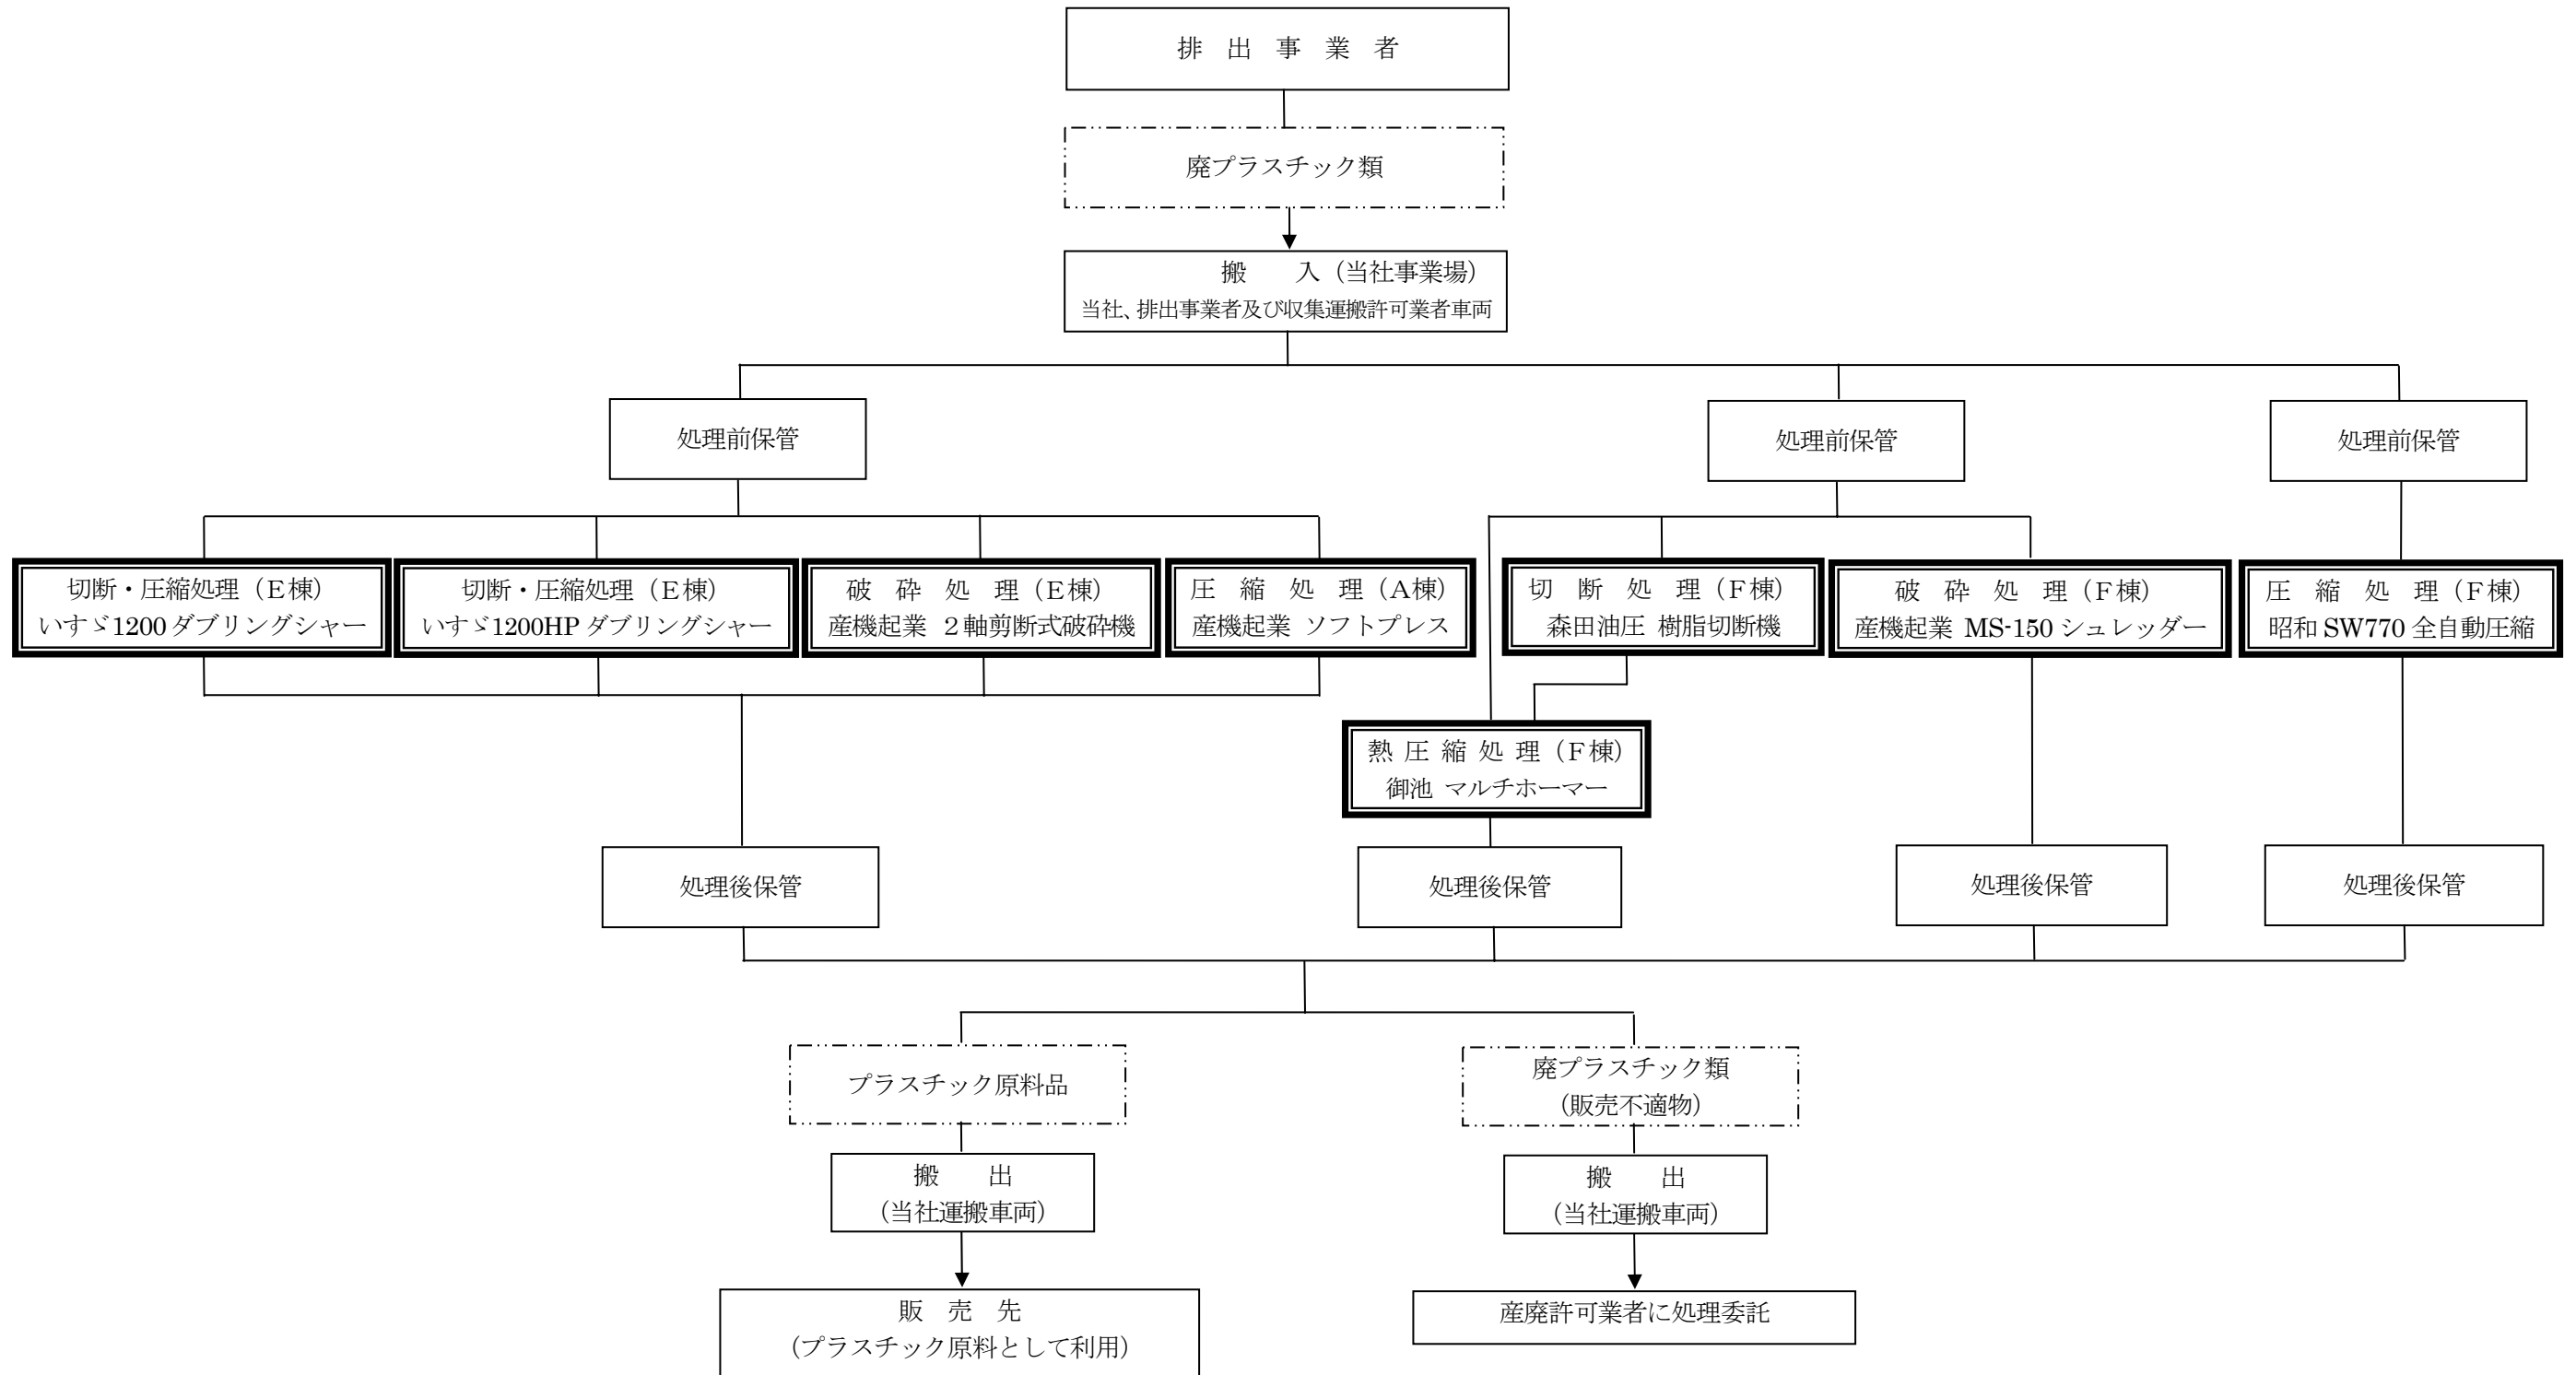 排 出 事 業 者
廃プラスチック類
搬 入（当社事業場）
当社、排出事業者及び収集運搬許可業者車両
処理前保管
処理前保管
処理前保管
切断・圧縮処理（E棟）
いすゞ1200ダブリングシャー
切断・圧縮処理（E棟）
いすゞ1200HPダブリングシャー
破 砕 処 理（E棟）
産機起業 2軸剪断式破砕機
圧 縮 処 理（A棟）
産機起業 ソフトプレス
切 断 処 理（F棟）
森田油圧 樹脂切断機
破 砕 処 理（F棟）
産機起業 MS-150 シュレッダー
圧 縮 処 理（F棟）
昭和 SW770 全自動圧縮
熱 圧 縮 処 理（F棟）
御池 マルチホーマー
処理後保管
処理後保管
処理後保管
処理後保管
プラスチック原料品
廃プラスチック類
（販売不適物）
搬 出
（当社運搬車両）
搬 出
（当社運搬車両）
販 売 先
（プラスチック原料として利用）
産廃許可業者に処理委託